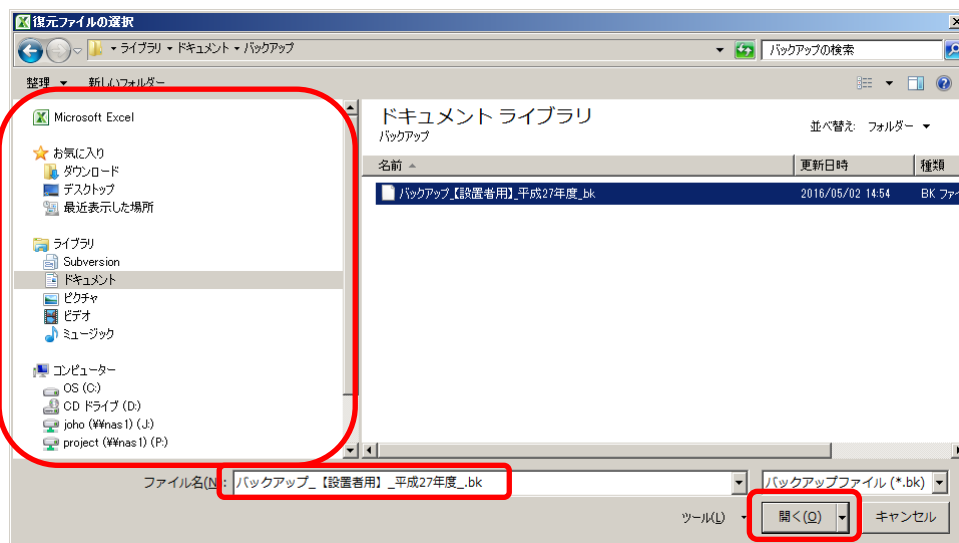 復元ファイルの選択
ライブラリ ドキュメント バックアップ
バックアップの検索
整理 新しいフォルダー
Microsoft Excel
お気に入り
ダウンロード
デスクトップ
最近表示した場所
ライブラリ
Subversion
ドキュメント
ピクチャ
ビデオ
ミュージック
コンピューター
OS (C:)
CD ドライブ (D:)
joho (¥¥nas1) (J:)
project (¥¥nas1) (P:)
ドキュメント ライブラリ
バックアップ
並べ替え: フォルダー
名前 更新日時 種類
バックアップ_【設置者用】_平成27年度_bk 2016/05/02 14:54 BK ファ
ファイル名(N): バックアップ_【設置者用】_平成27年度_.bk
バックアップファイル (*.bk)
ツール(L) 開く(O) キャンセル